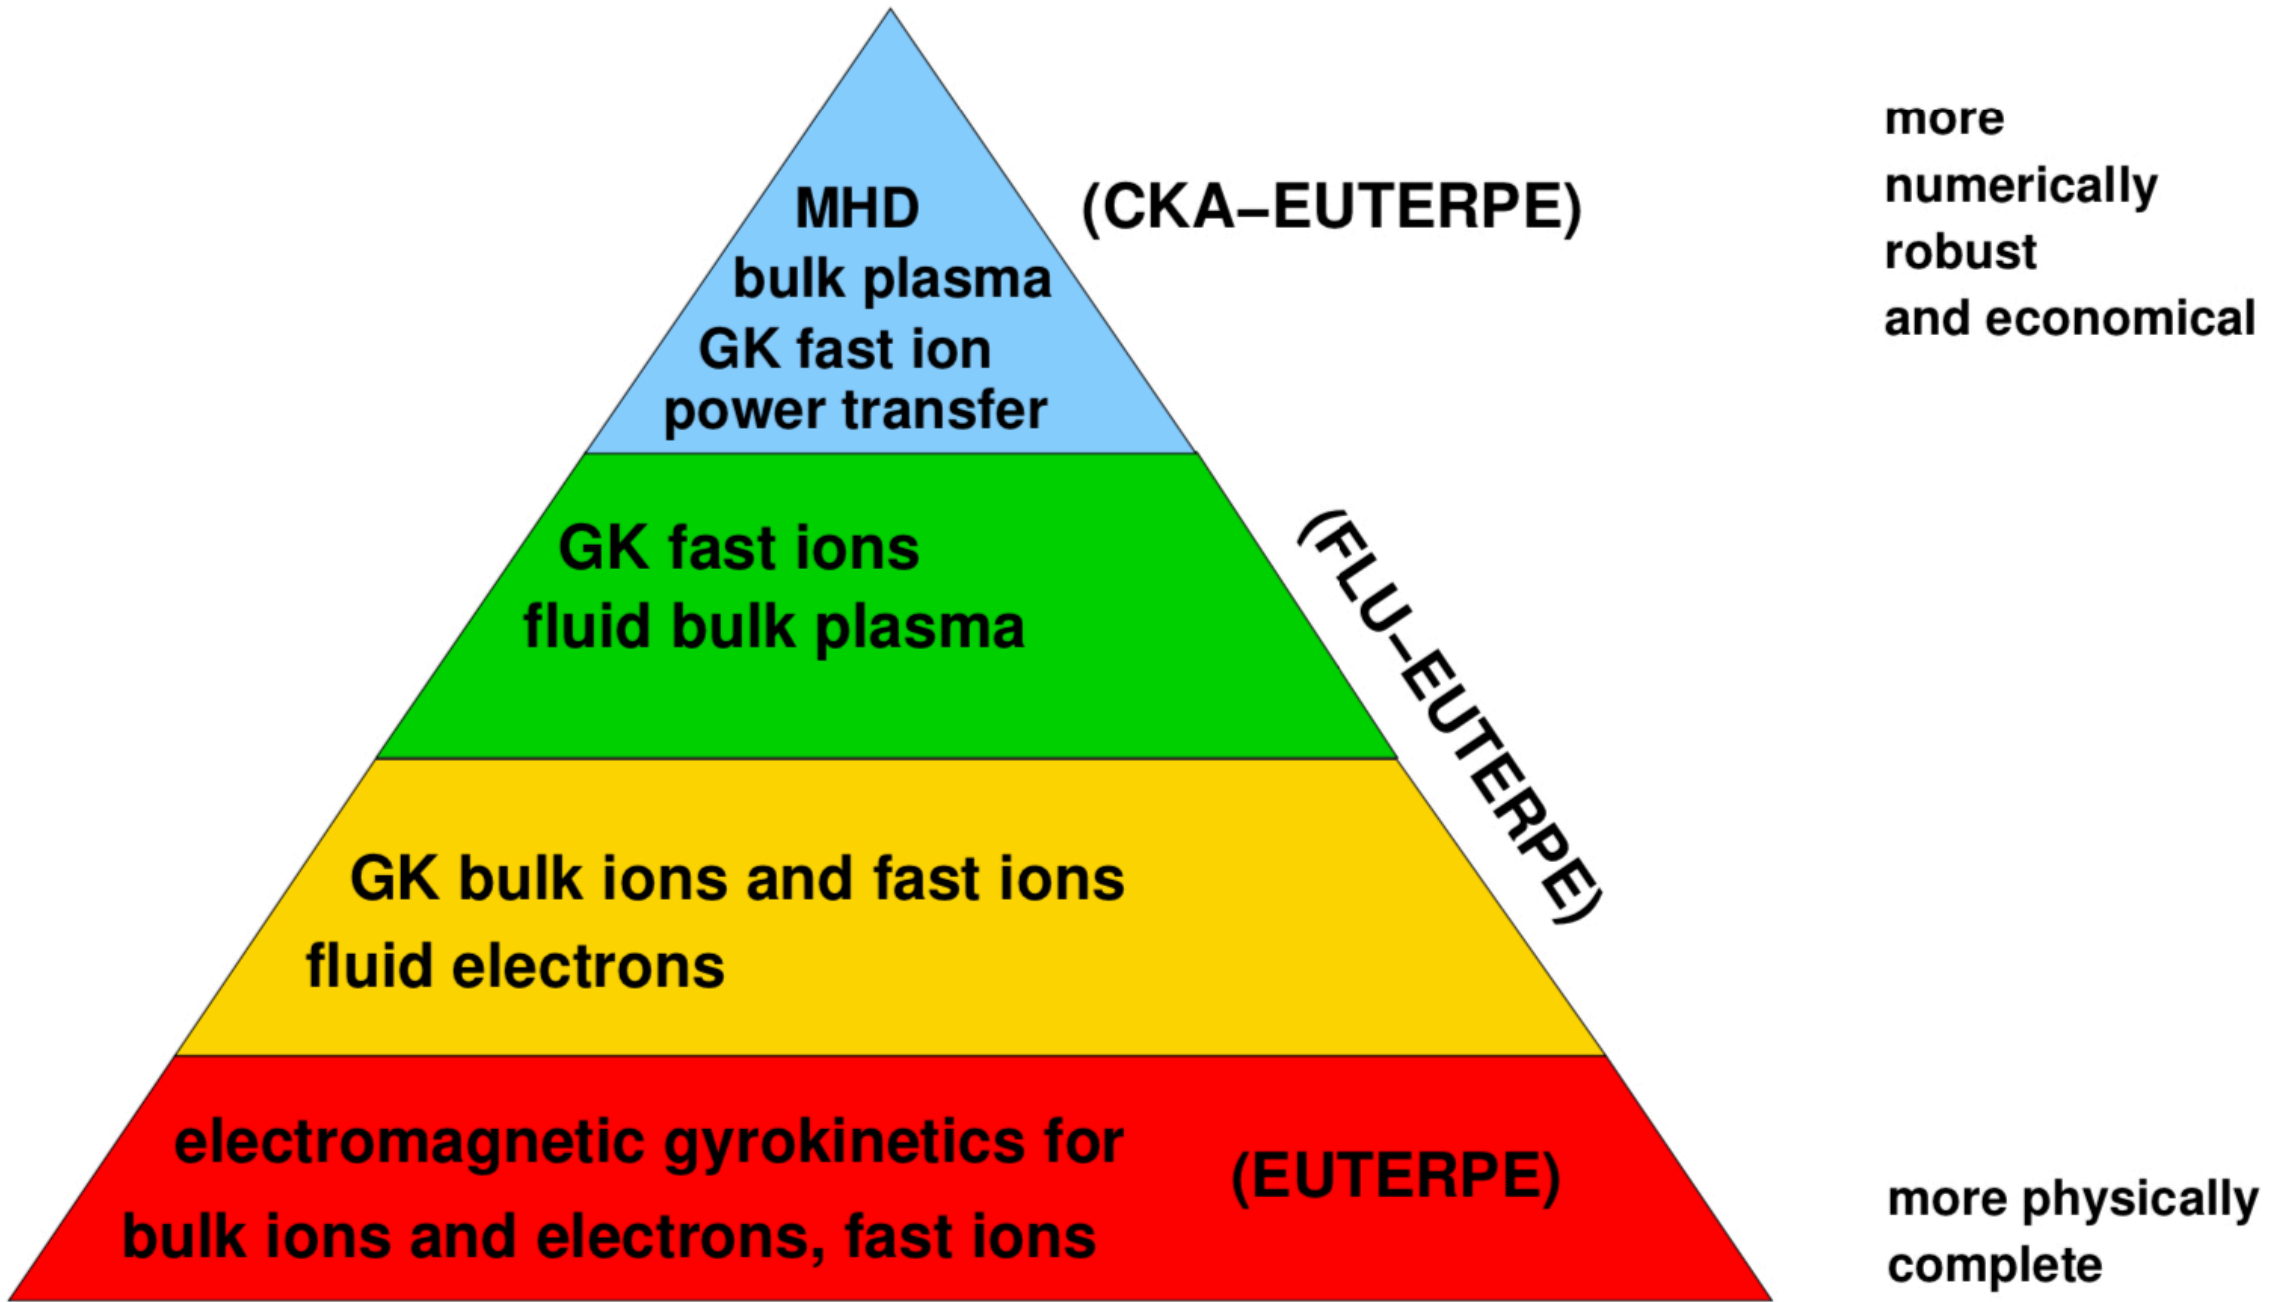 MHD
bulk plasma
GK fast ion
power transfer
(CKA–EUTERPE)
more
numerically
robust
and economical
GK fast ions
fluid bulk plasma
(FLU–EUTERPE)
GK bulk ions and fast ions
fluid electrons
electromagnetic gyrokinetics for
bulk ions and electrons, fast ions
(EUTERPE)
more physically
complete